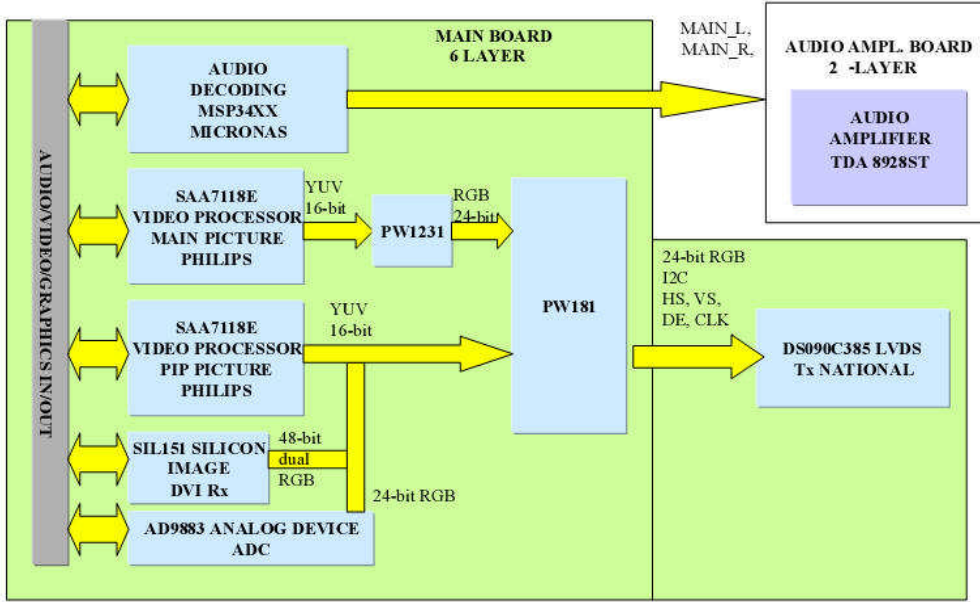 MAIN BOARD
6 LAYER
MAIN_L,
MAIN_R,
AUDIO AMPL. BOARD
2 -LAYER
AUDIO
AMPLIFIER
TDA 8928ST
AUDIO/VIDEO/GRAPHICS IN/OUT
AUDIO
DECODING
MSP34XX
MICRONAS
SAA7118E
VIDEO PROCESSOR
MAIN PICTURE
PHILIPS
YUV
16-bit
PW1231
RGB
24-bit
PW181
SAA7118E
VIDEO PROCESSOR
PIP PICTURE
PHILIPS
YUV
16-bit
24-bit RGB
I2C
HS, VS,
DE, CLK
DS090C385 LVDS
Tx NATIONAL
SIL151 SILICON
IMAGE
DVI Rx
48-bit
dual
RGB
24-bit RGB
AD9883 ANALOG DEVICE
ADC